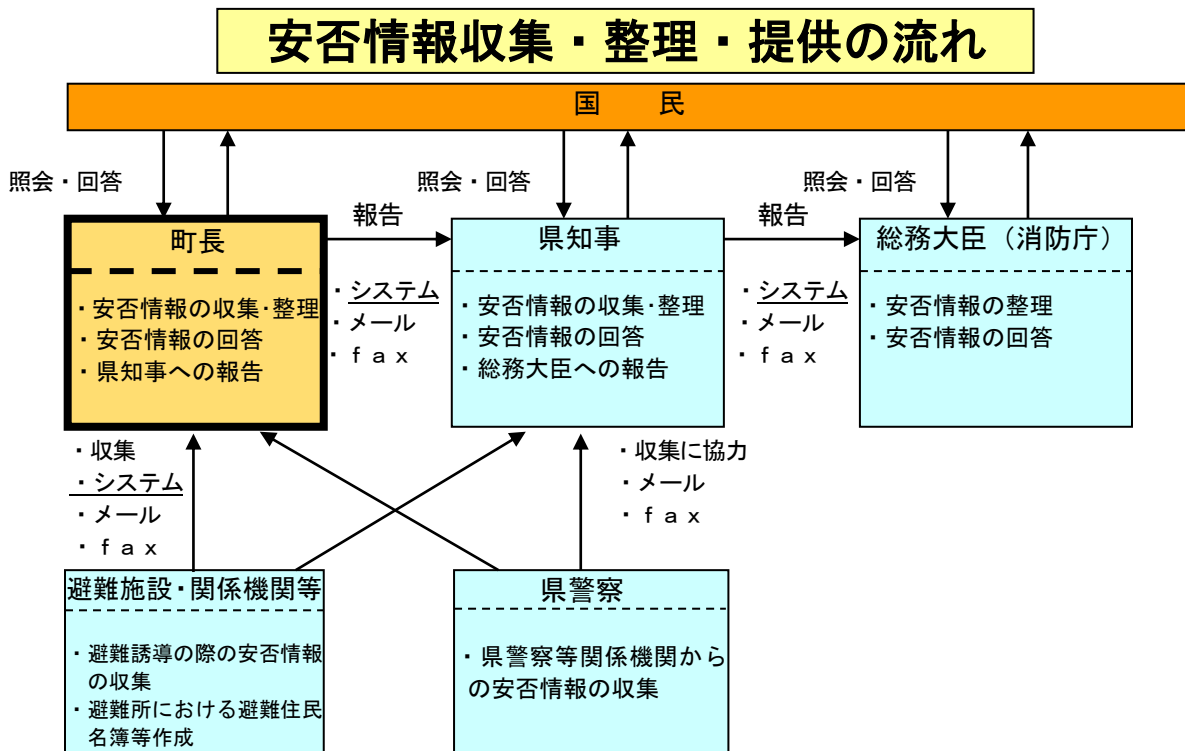 安否情報収集・整理・提供の流れ
国　民
照会・回答
照会・回答
照会・回答
町長
・安否情報の収集･整理
・安否情報の回答
・県知事への報告
報告
・システム
・メール
・ｆａｘ
県知事
・安否情報の収集･整理
・安否情報の回答
・総務大臣への報告
報告
・システム
・メール
・ｆａｘ
総務大臣（消防庁）
・安否情報の整理
・安否情報の回答
・収集
・システム
・メール
・ｆａｘ
・収集に協力
・メール
・ｆａｘ
避難施設･関係機関等
・避難誘導の際の安否情報
の収集
・避難所における避難住民
名簿等作成
県警察
・県警察等関係機関から
の安否情報の収集